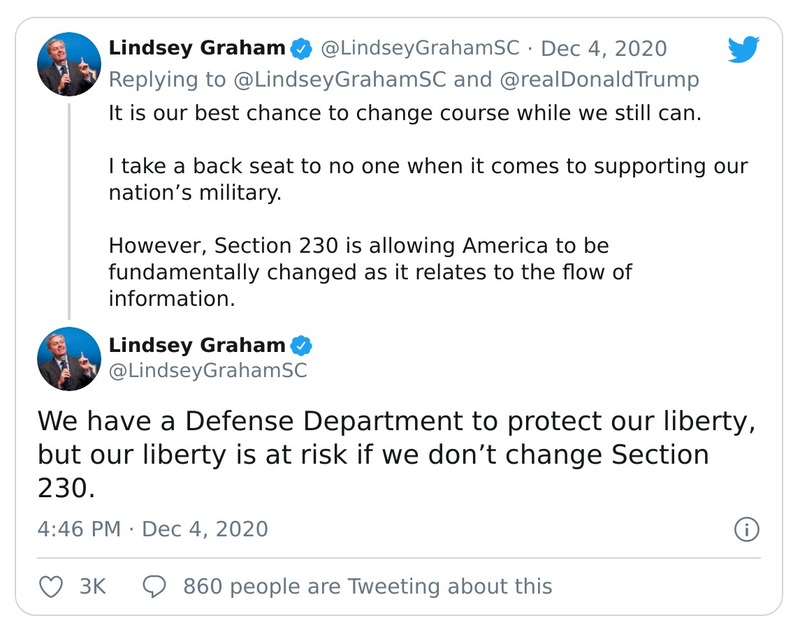 Lindsey Graham @LindseyGrahamSC · Dec 4, 2020
Replying to @LindseyGrahamSC and @realDonaldTrump
It is our best chance to change course while we still can.
I take a back seat to no one when it comes to supporting our
nation’s military.
However, Section 230 is allowing America to be
fundamentally changed as it relates to the flow of
information.
Lindsey Graham
@LindseyGrahamSC
We have a Defense Department to protect our liberty,
but our liberty is at risk if we don’t change Section
230.
4:46 PM · Dec 4, 2020
3K 860 people are Tweeting about this